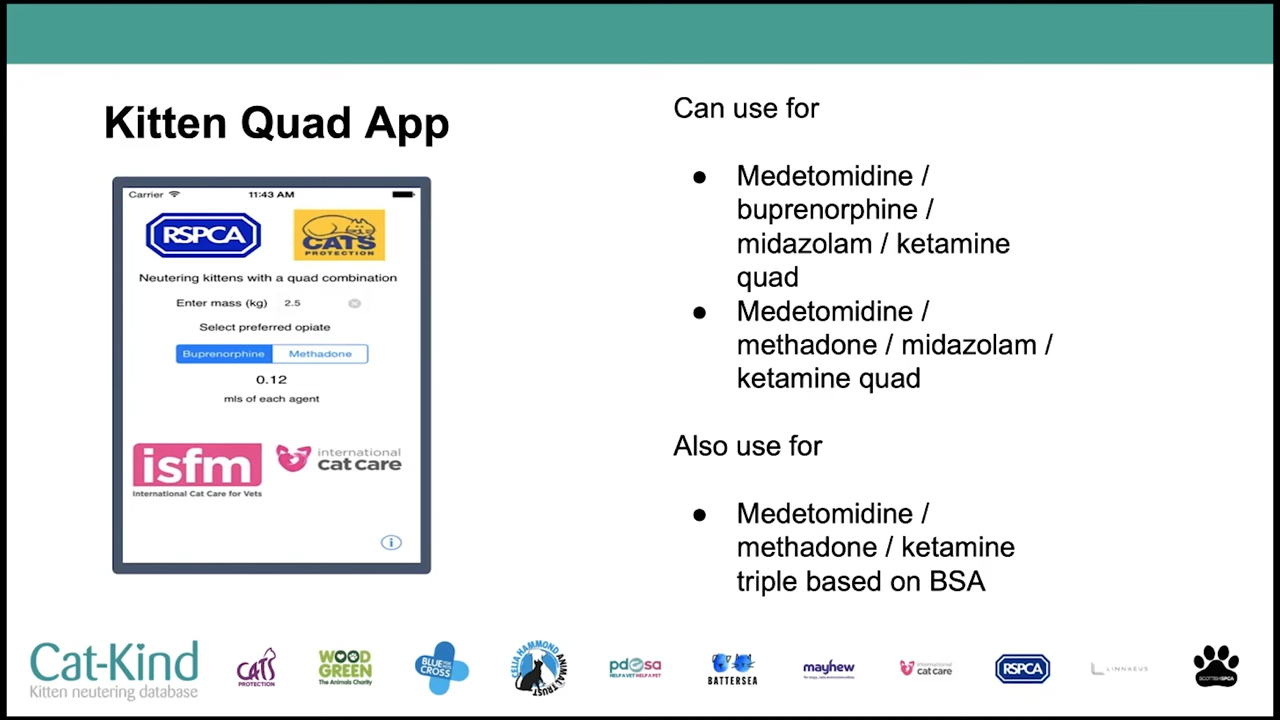 Kitten Quad App
Carrier
11:43 AM
RSPCA
CATS
PROTECTION
Neutering kittens with a quad combination
Enter mass (kg) 2.5
Select preferred opiate
Buprenorphine Methadone
0.12
mls of each agent
isfm
International Cat Care for Vets
international
cat care
Can use for
● Medetomidine /
buprenorphine /
midazolam / ketamine
quad
● Medetomidine /
methadone / midazolam /
ketamine quad
Also use for
● Medetomidine /
methadone / ketamine
triple based on BSA
Cat-Kind
Kitten neutering database
CATS
PROTECTION
WOOD
GREEN
The Animals Charity
BLUE CROSS
CELIA HAMMOND ANIMAL TRUST
pdsa
HELP A VET HELP A PET
BATTERSEA
mayhew
international
cat care
RSPCA
LINNAEUS
SCOTTISH SPCA